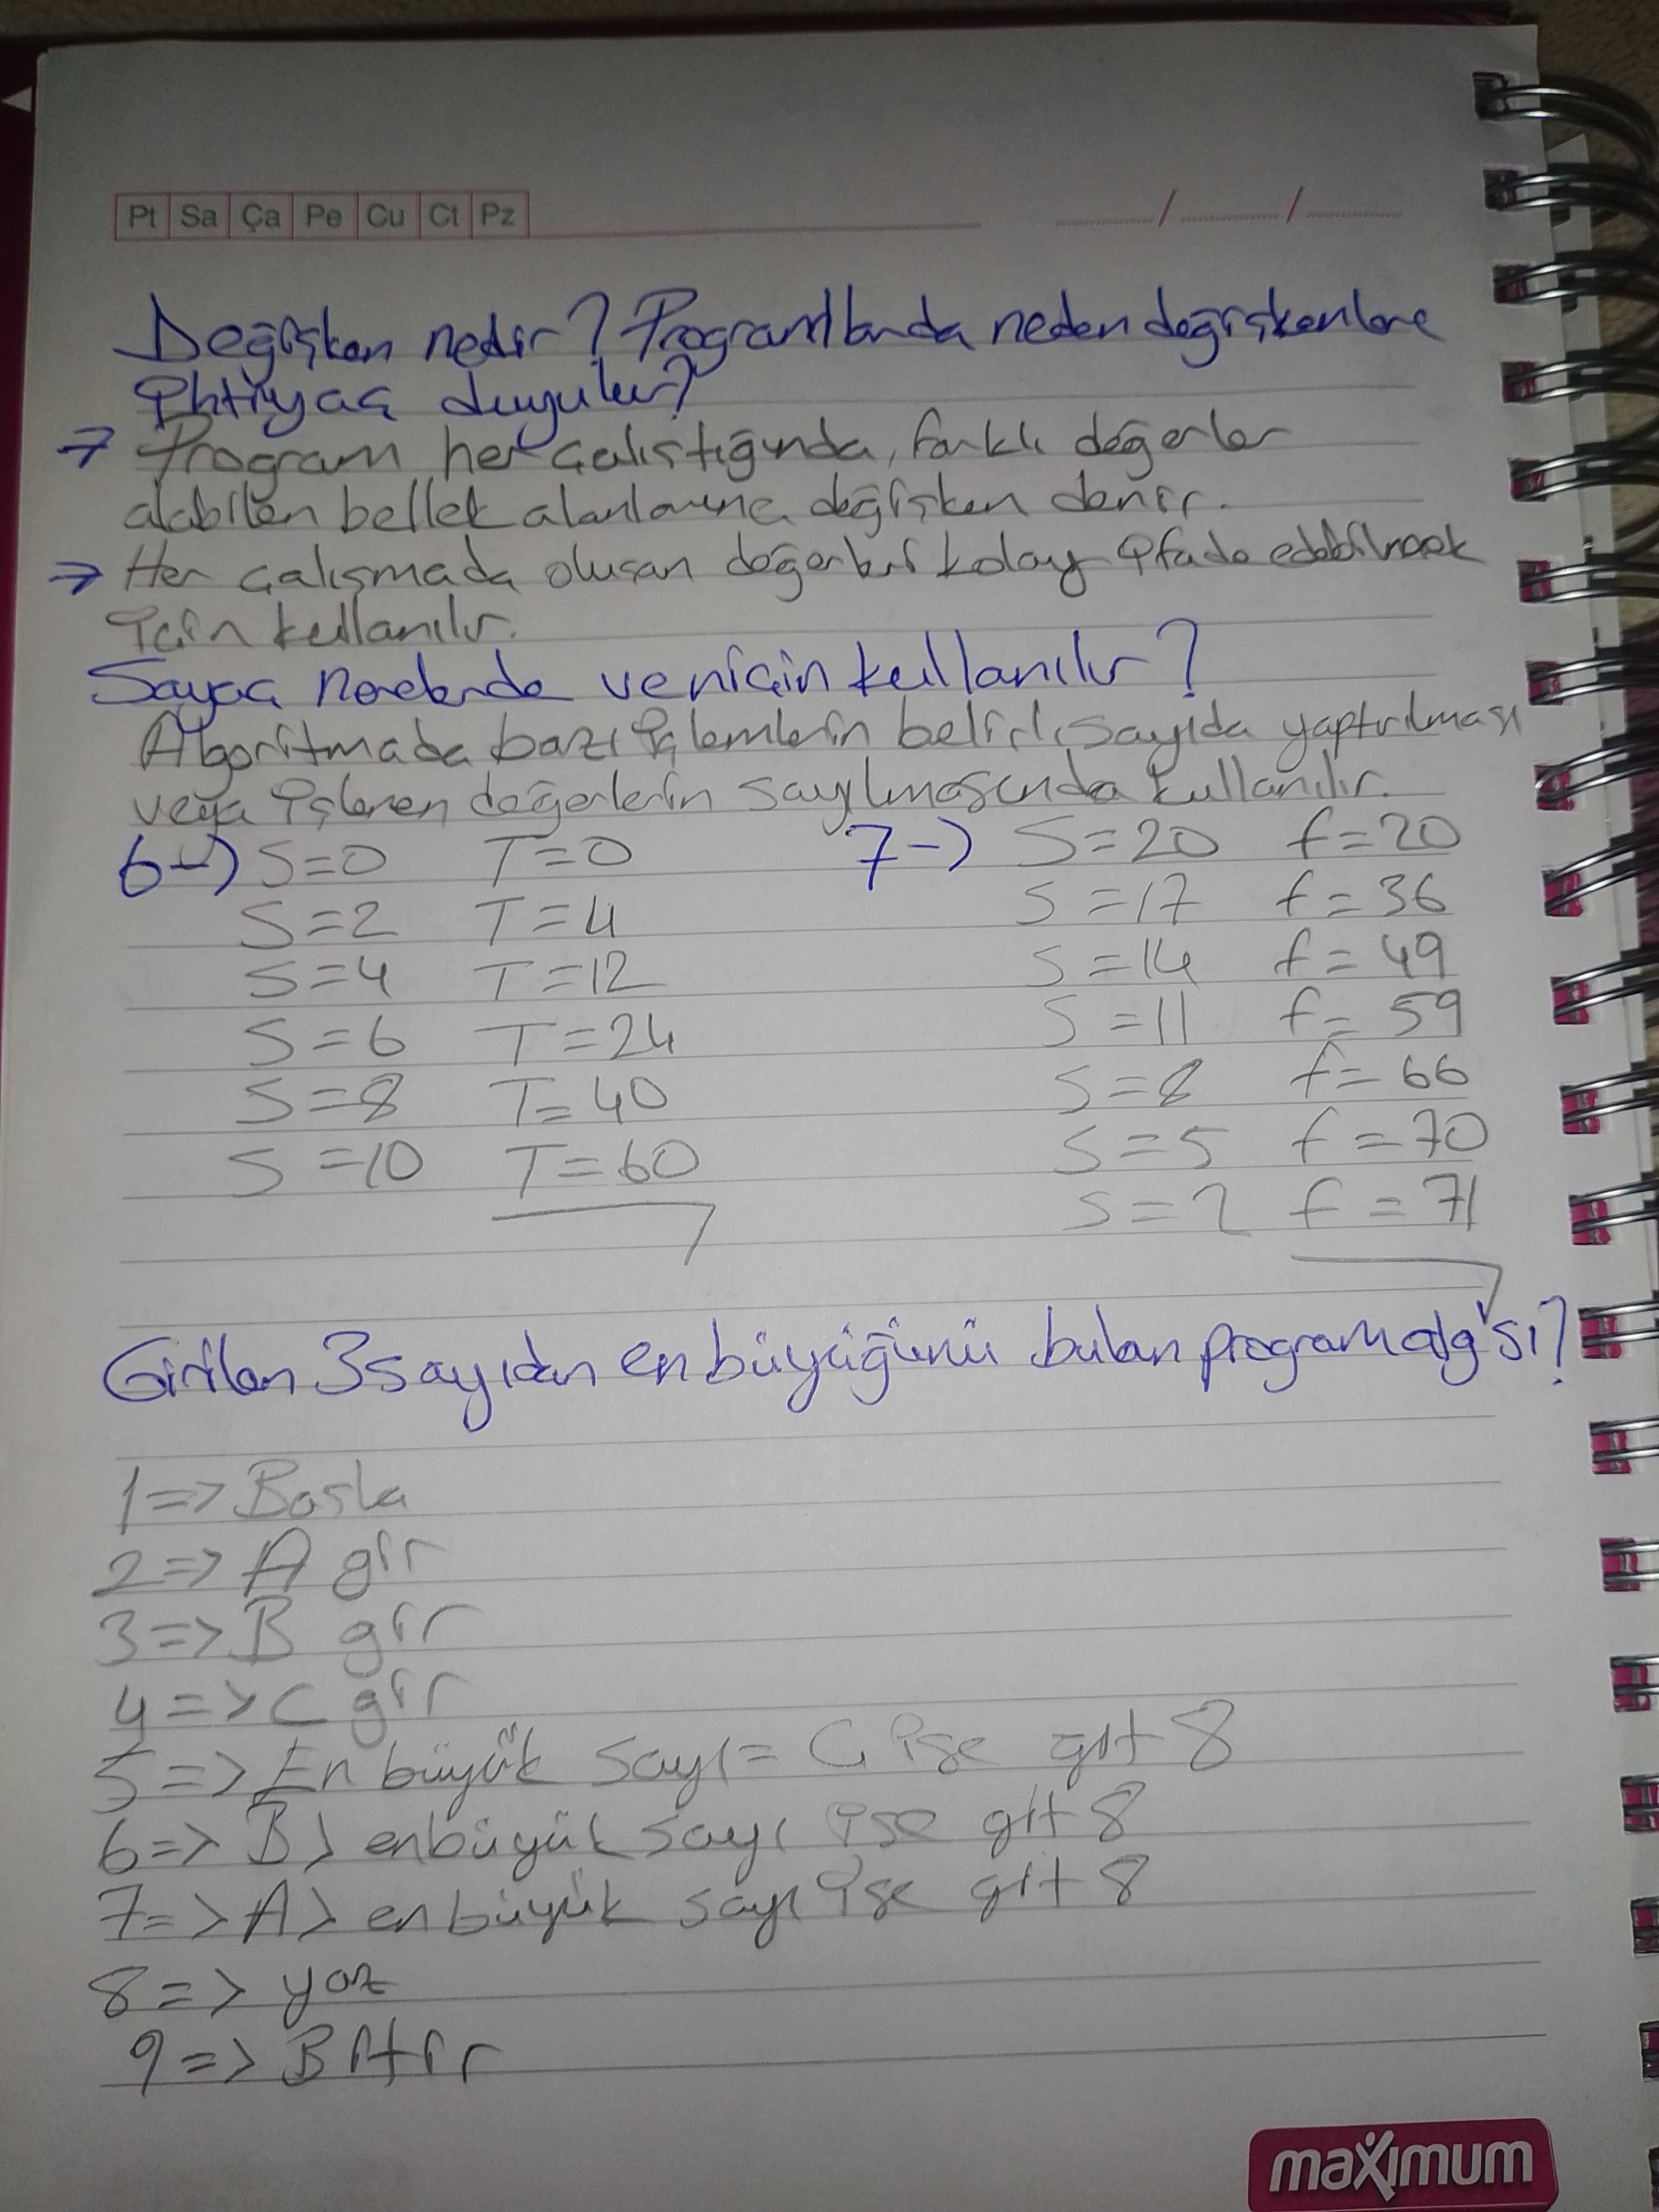 Pt Sa Ça Pe Cu Ct Pz / /
Değişken nedir? Programlarda neden değişkenlere
ihtiyaç duyulur?
→ Program her çalıştığında, farklı değerler
alabilen bellek alanlarına değişken denir.
→ Her çalışmada oluşan değerleri kolay ifade edebilmek
için kullanılır.
Sayaç nerelerde ve niçin kullanılır?
Algoritmada bazı işlemlerin belirli sayıda yaptırılması
veya işlenen değerlerin sayılmasında kullanılır.
6-) S=0 T=0 7-) S=20 f=20
S=2 T=4 S=17 f=36
S=4 T=12 S=14 f=49
S=6 T=24 S=11 f=59
S=8 T=40 S=8 f=66
S=10 T=60 S=5 f=70
S=2 f=71
Girilen 3 sayıdan en büyüğünü bulan program alg'sı?
1=> Başla
2=> A gir
3=> B gir
4=> C gir
5=> En büyük sayı= C ise git 8
6=> B> en büyük sayı ise git 8
7=> A> en büyük sayı ise git 8
8=> yaz
9=> Bitir
maximum